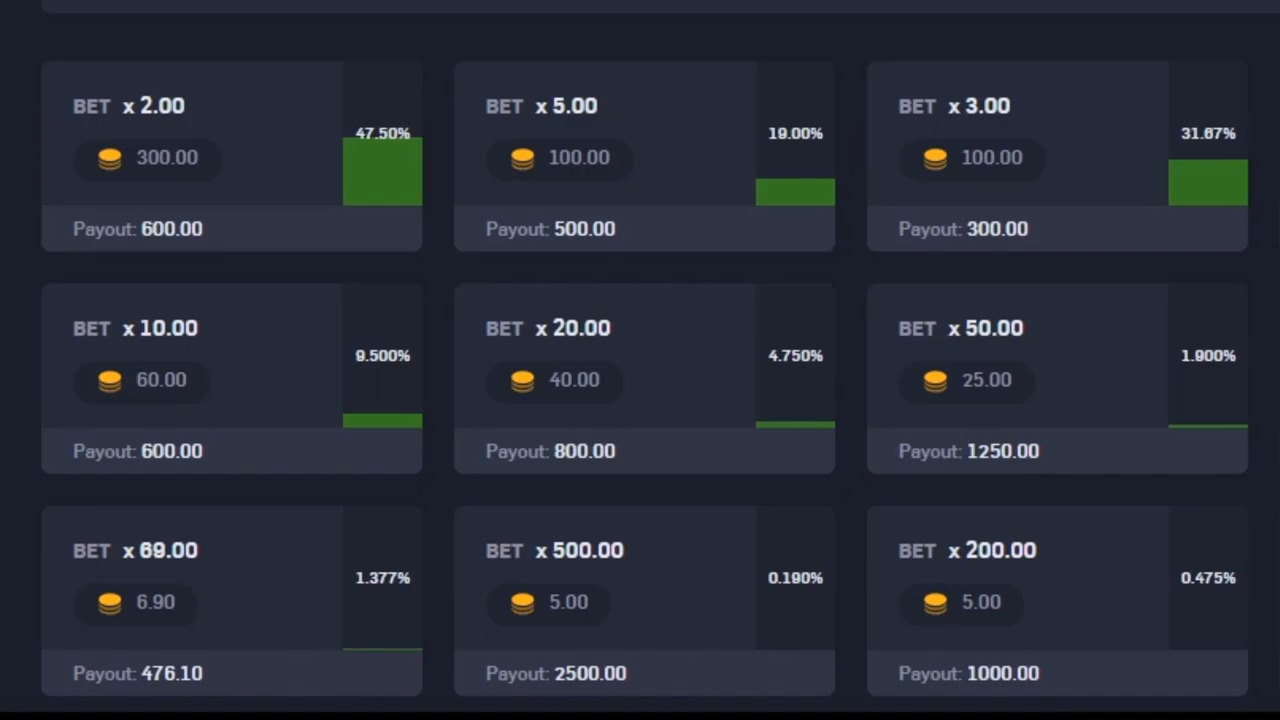 BET x 2.00
47.50%
300.00
Payout: 600.00
BET x 5.00
19.00%
100.00
Payout: 500.00
BET x 3.00
31.67%
100.00
Payout: 300.00
BET x 10.00
9.500%
60.00
Payout: 600.00
BET x 20.00
4.750%
40.00
Payout: 800.00
BET x 50.00
1.900%
25.00
Payout: 1250.00
BET x 69.00
1.377%
6.90
Payout: 476.10
BET x 500.00
0.190%
5.00
Payout: 2500.00
BET x 200.00
0.475%
5.00
Payout: 1000.00